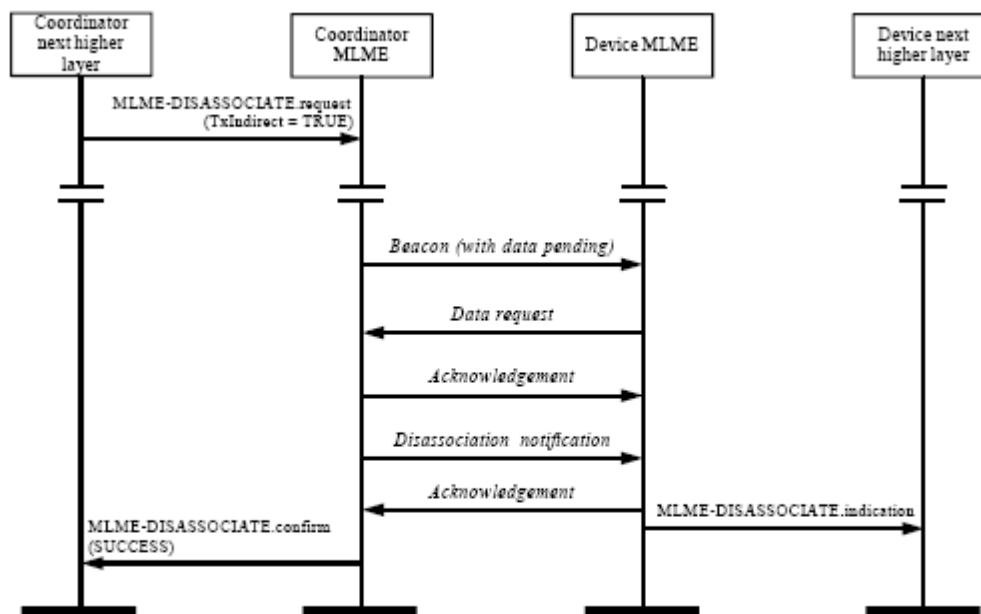 Coordinator
next higher
layer
Coordinator
MLME
Device MLME
Device next
higher layer
MLME-DISASSOCIATE.request
(TxIndirect = TRUE)
Beacon (with data pending)
Data request
Acknowledgement
Disassociation notification
Acknowledgement
MLME-DISASSOCIATE.indication
MLME-DISASSOCIATE.confirm
(SUCCESS)